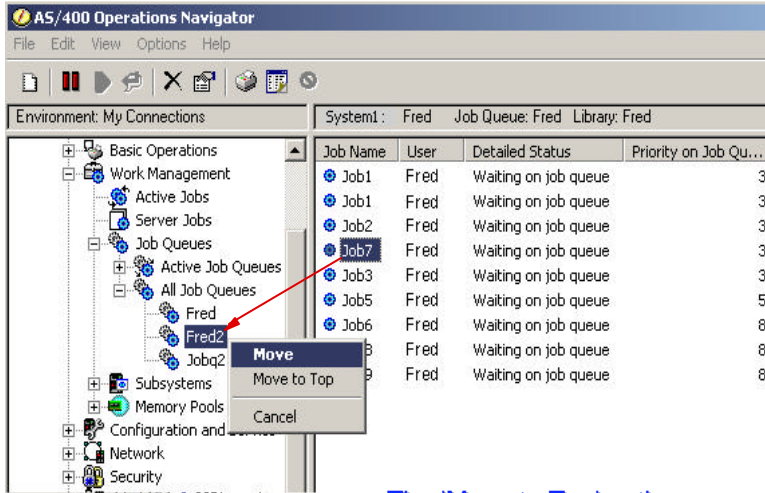 AS/400 Operations Navigator
File Edit View Options Help
Environment: My Connections
System1: Fred Job Queue: Fred Library: Fred
Basic Operations
Work Management
Active Jobs
Server Jobs
Job Queues
Active Job Queues
All Job Queues
Fred
Fred2
Jobq2
Subsystems
Memory Pools
Configuration and
Network
Security
Job Name User Detailed Status Priority on Job Qu...
Job1 Fred Waiting on job queue 3
Job1 Fred Waiting on job queue 3
Job2 Fred Waiting on job queue 3
Job7 Fred Waiting on job queue 3
Job3 Fred Waiting on job queue 3
Job5 Fred Waiting on job queue 5
Job6 Fred Waiting on job queue 8
8 Fred Waiting on job queue 8
9 Fred Waiting on job queue 8
Move
Move to Top
Cancel